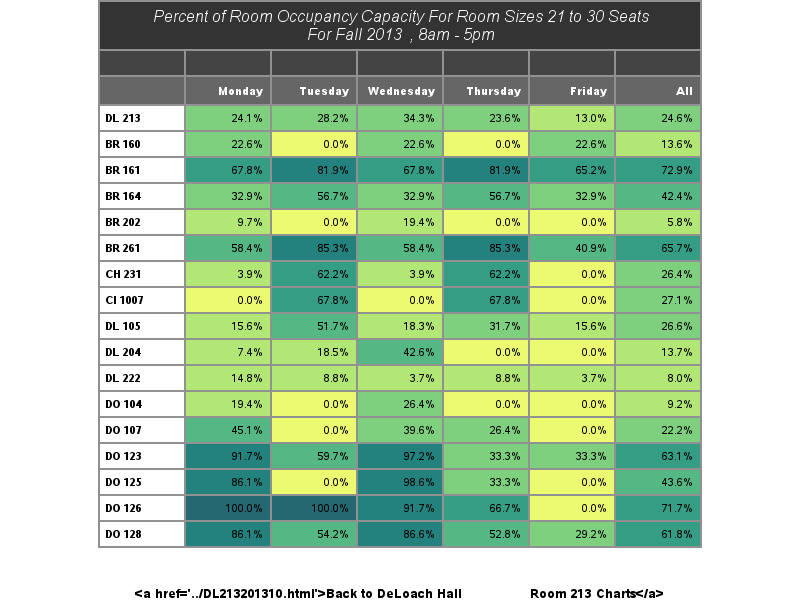 Percent of Room Occupancy Capacity For Room Sizes 21 to 30 Seats
For Fall 2013 , 8am - 5pm
Monday Tuesday Wednesday Thursday Friday All
DL 213 24.1% 28.2% 34.3% 23.6% 13.0% 24.6%
BR 160 22.6% 0.0% 22.6% 0.0% 22.6% 13.6%
BR 161 67.8% 81.9% 67.8% 81.9% 65.2% 72.9%
BR 164 32.9% 56.7% 32.9% 56.7% 32.9% 42.4%
BR 202 9.7% 0.0% 19.4% 0.0% 0.0% 5.8%
BR 261 58.4% 85.3% 58.4% 85.3% 40.9% 65.7%
CH 231 3.9% 62.2% 3.9% 62.2% 0.0% 26.4%
CI 1007 0.0% 67.8% 0.0% 67.8% 0.0% 27.1%
DL 105 15.6% 51.7% 18.3% 31.7% 15.6% 26.6%
DL 204 7.4% 18.5% 42.6% 0.0% 0.0% 13.7%
DL 222 14.8% 8.8% 3.7% 8.8% 3.7% 8.0%
DO 104 19.4% 0.0% 26.4% 0.0% 0.0% 9.2%
DO 107 45.1% 0.0% 39.6% 26.4% 0.0% 22.2%
DO 123 91.7% 59.7% 97.2% 33.3% 33.3% 63.1%
DO 125 86.1% 0.0% 98.6% 33.3% 0.0% 43.6%
DO 126 100.0% 100.0% 91.7% 66.7% 0.0% 71.7%
DO 128 86.1% 54.2% 86.6% 52.8% 29.2% 61.8%
<a href='../DL213201310.html'>Back to DeLoach Hall Room 213 Charts</a>